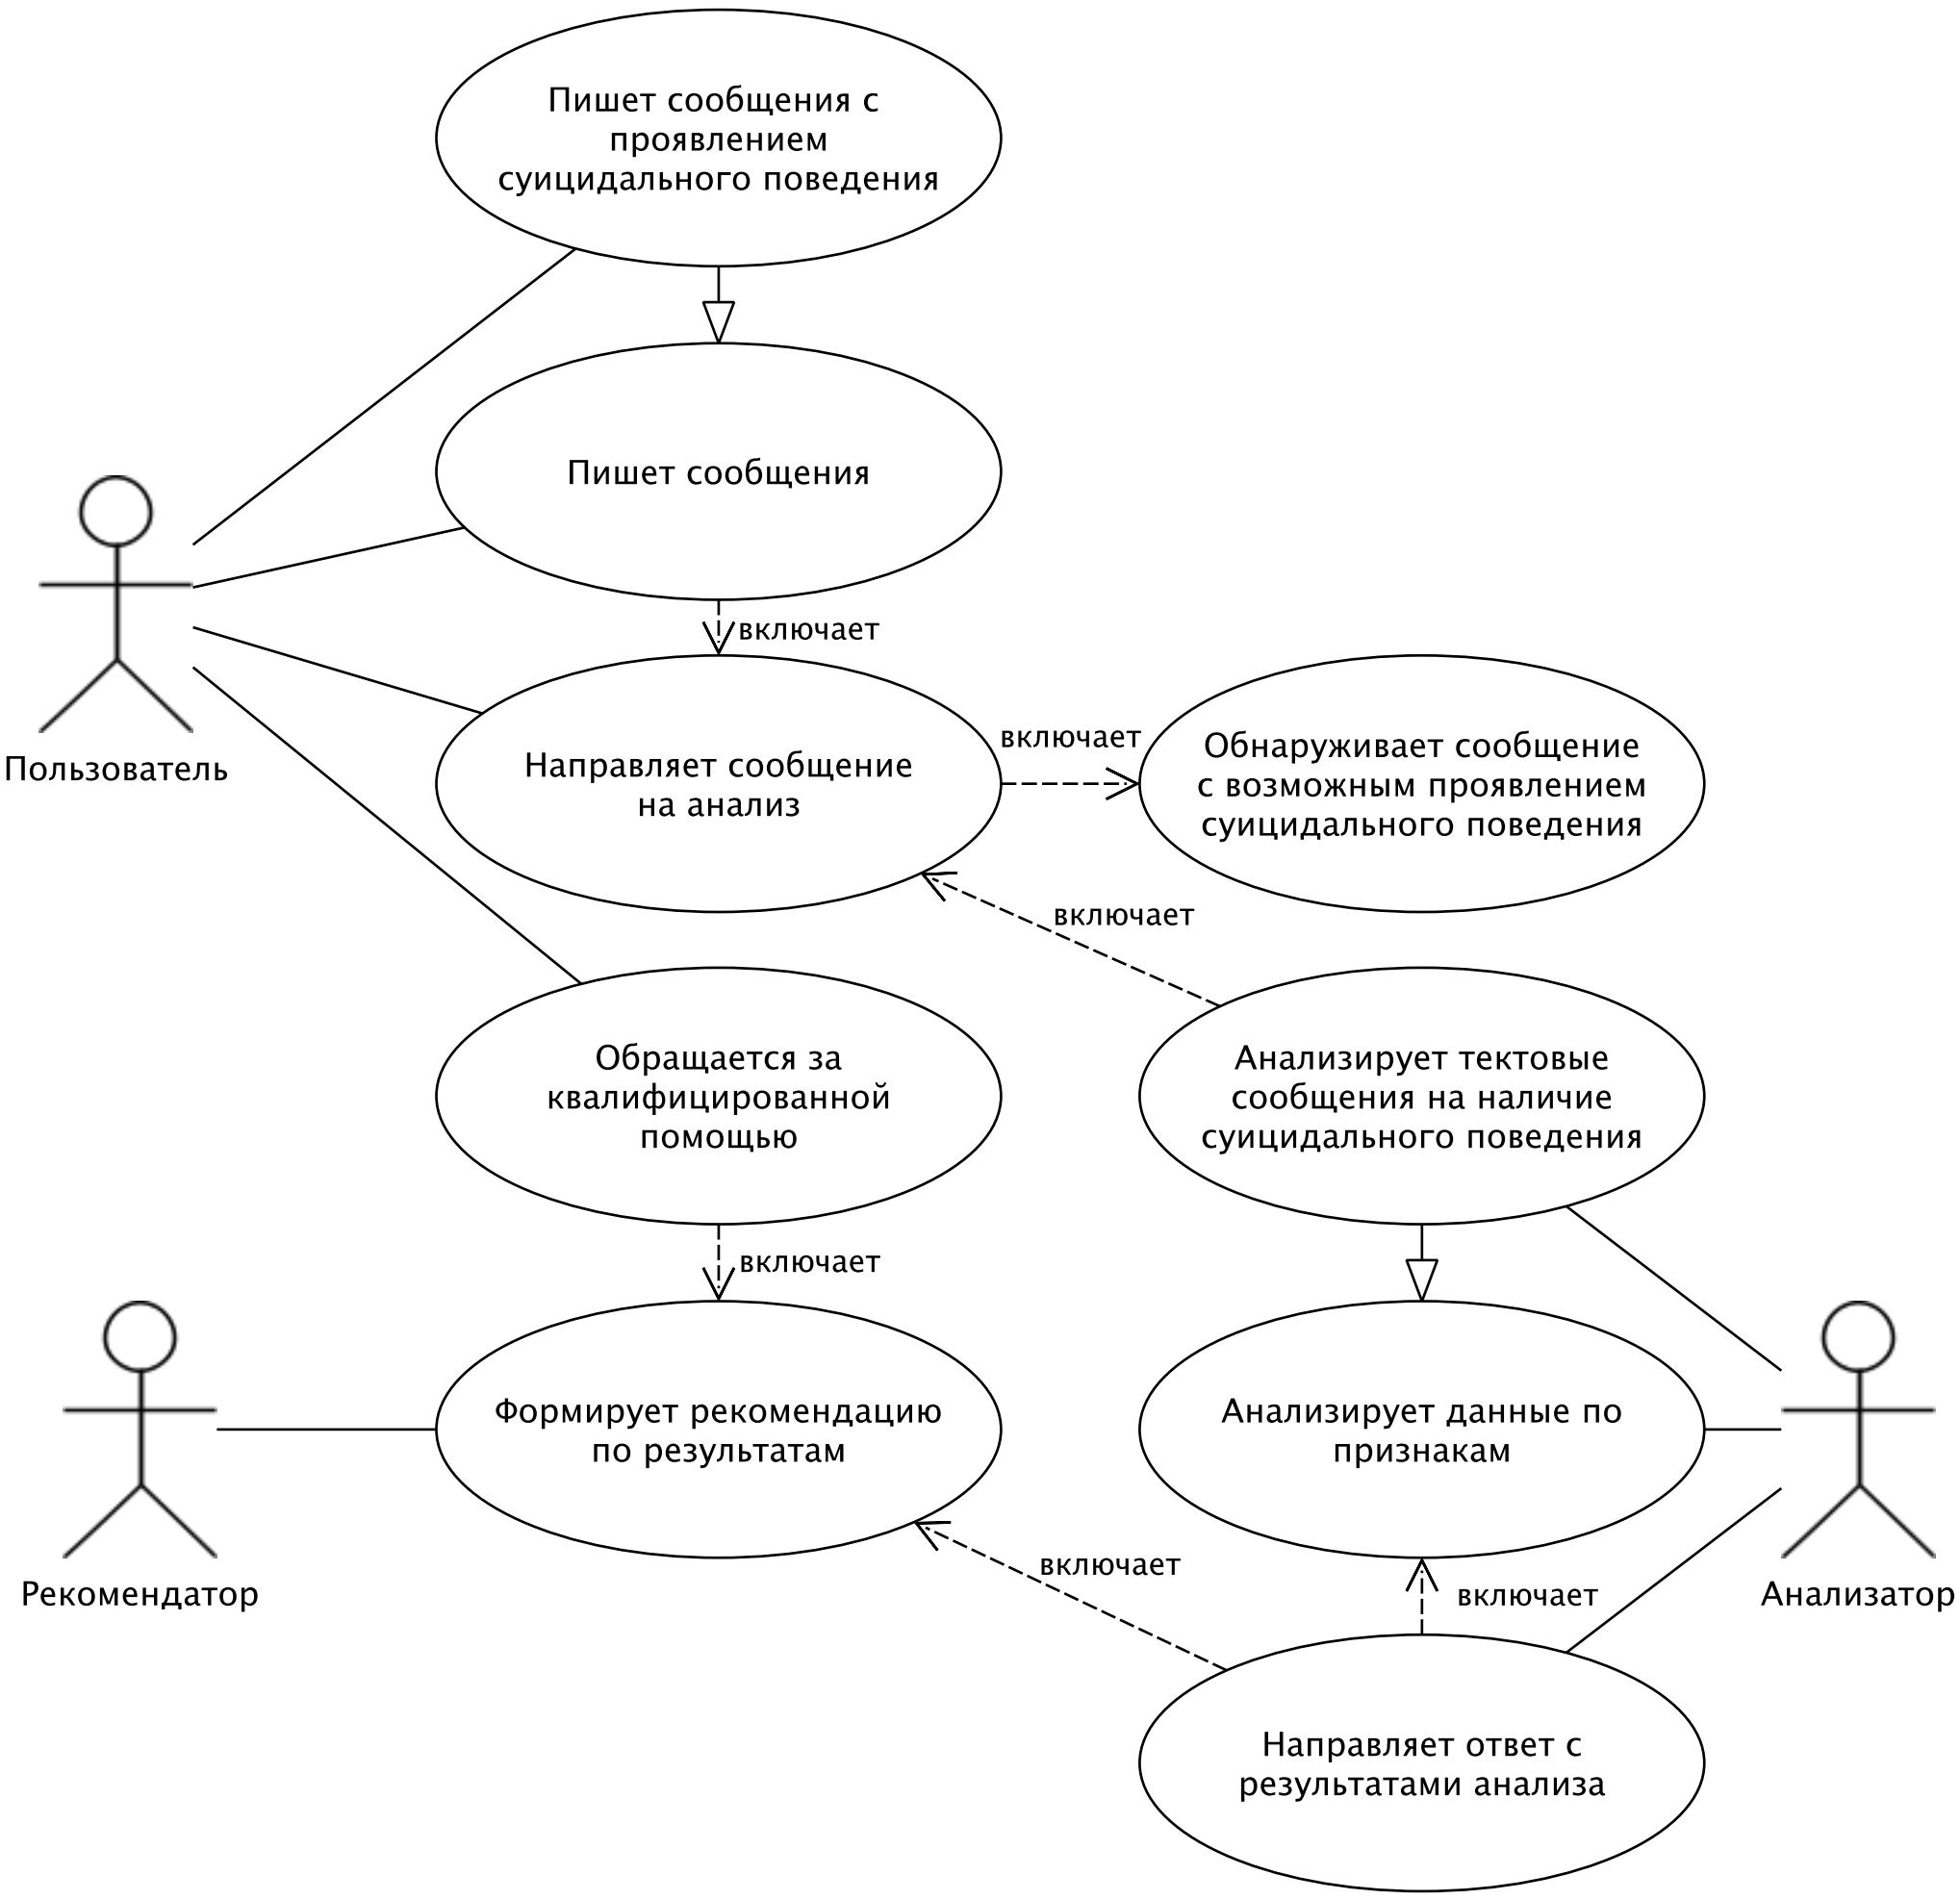 Пишет сообщения с
проявлением
суицидального поведения
Пишет сообщения
включает
Пользователь
Направляет сообщение
на анализ
включает
Обнаруживает сообщение
с возможным проявлением
суицидального поведения
включает
Обращается за
квалифицированной
помощью
Анализирует тектовые
сообщения на наличие
суицидального поведения
включает
Формирует рекомендацию
по результатам
Анализирует данные по
признакам
Рекомендатор
включает
включает
Анализатор
Направляет ответ с
результатами анализа